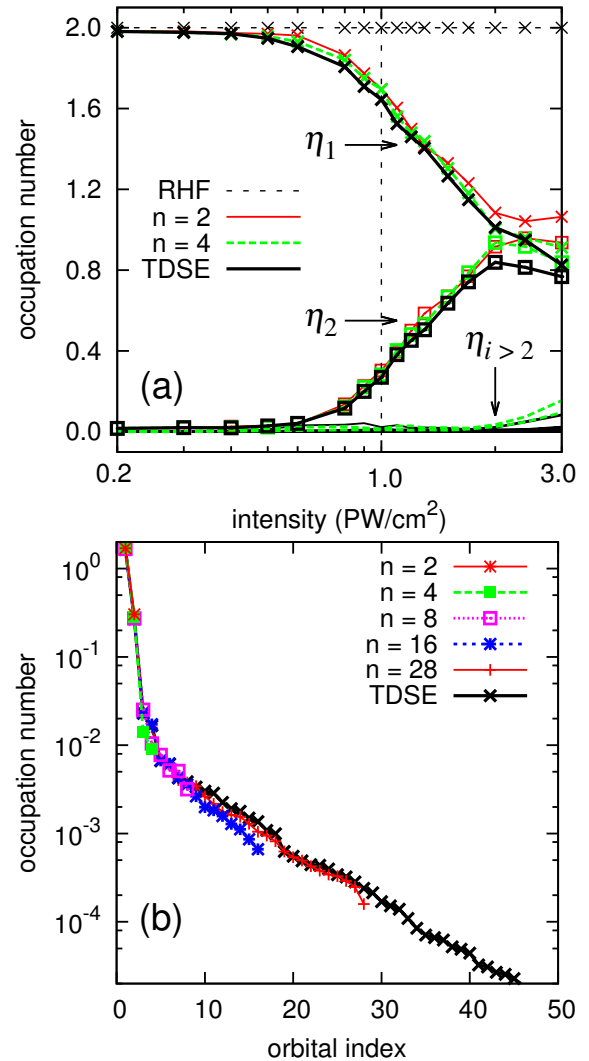 2.0
1.6
1.2
0.8
0.4
0.0
occupation number
RHF
n = 2
n = 4
TDSE
η1
η2
ηi > 2
(a)
0.2
1.0
3.0
intensity (PW/cm²)
10⁰
10⁻¹
10⁻²
10⁻³
10⁻⁴
occupation number
n = 2
n = 4
n = 8
n = 16
n = 28
TDSE
(b)
0
10
20
30
40
50
orbital index